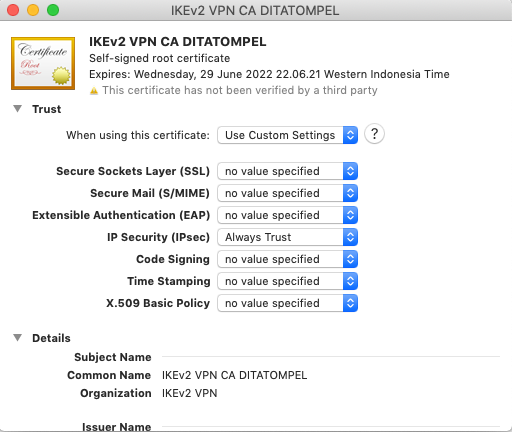 IKEv2 VPN CA DITATOMPEL
Certificate
Root
IKEv2 VPN CA DITATOMPEL
Self-signed root certificate
Expires: Wednesday, 29 June 2022 22.06.21 Western Indonesia Time
This certificate has not been verified by a third party
Trust
When using this certificate: Use Custom Settings ?
Secure Sockets Layer (SSL) no value specified
Secure Mail (S/MIME) no value specified
Extensible Authentication (EAP) no value specified
IP Security (IPsec) Always Trust
Code Signing no value specified
Time Stamping no value specified
X.509 Basic Policy no value specified
Details
Subject Name
Common Name IKEv2 VPN CA DITATOMPEL
Organization IKEv2 VPN
Issuer Name